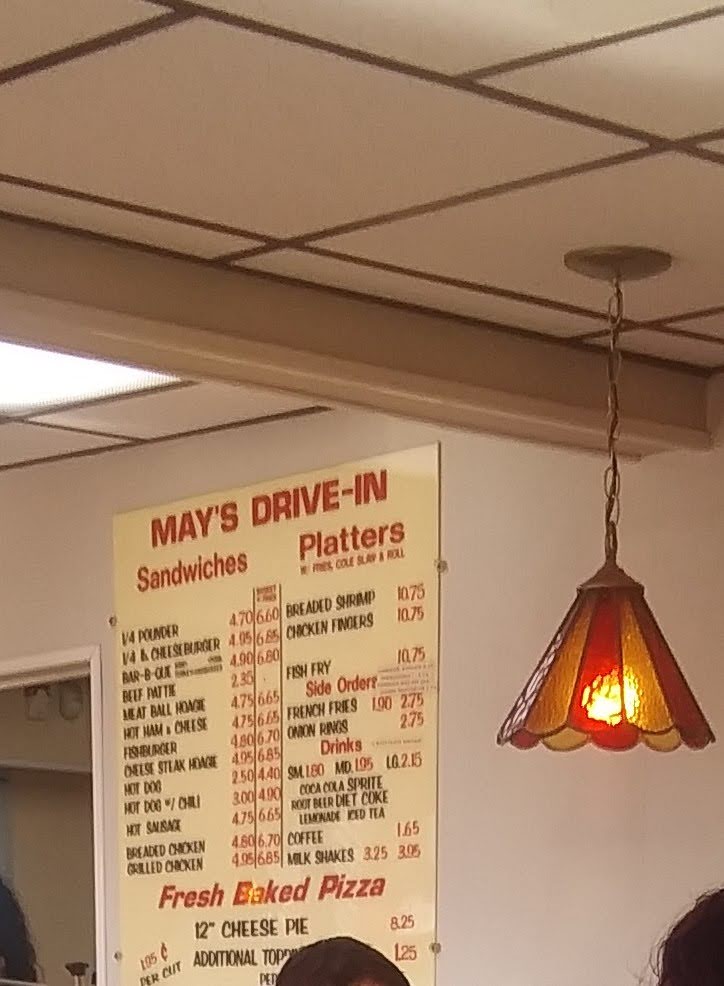 MAY'S DRIVE-IN
Sandwiches
1/4 POUNDER 4.70 6.60
1/4 lb. CHEESEBURGER 4.95 6.85
BAR-B-QUE 4.90 6.80
BEEF PATTIE 2.35
MEAT BALL HOAGIE 4.75 6.65
HOT HAM & CHEESE 4.75 6.65
FISHBURGER 4.80 6.70
CHEESE STEAK HOAGIE 4.95 6.85
HOT DOG 2.50 4.40
HOT DOG w/ CHILI 3.00 4.90
HOT SAUSAGE 4.75 6.65
BREADED CHICKEN 4.80 6.70
GRILLED CHICKEN 4.95 6.85
Platters
W/ FRIES, COLE SLAW & ROLL
BREADED SHRIMP 10.75
CHICKEN FINGERS 10.75
FISH FRY 10.75
Side Orders
FRENCH FRIES 1.90 2.75
ONION RINGS 2.75
Drinks
SM. 1.80 MD. 1.95 LG. 2.15
COCA COLA SPRITE
ROOT BEER DIET COKE
LEMONADE ICED TEA
COFFEE 1.65
MILK SHAKES 3.25 3.95
Fresh Baked Pizza
12" CHEESE PIE 8.25
1.95 ¢
PER CUT
ADDITIONAL 1.25